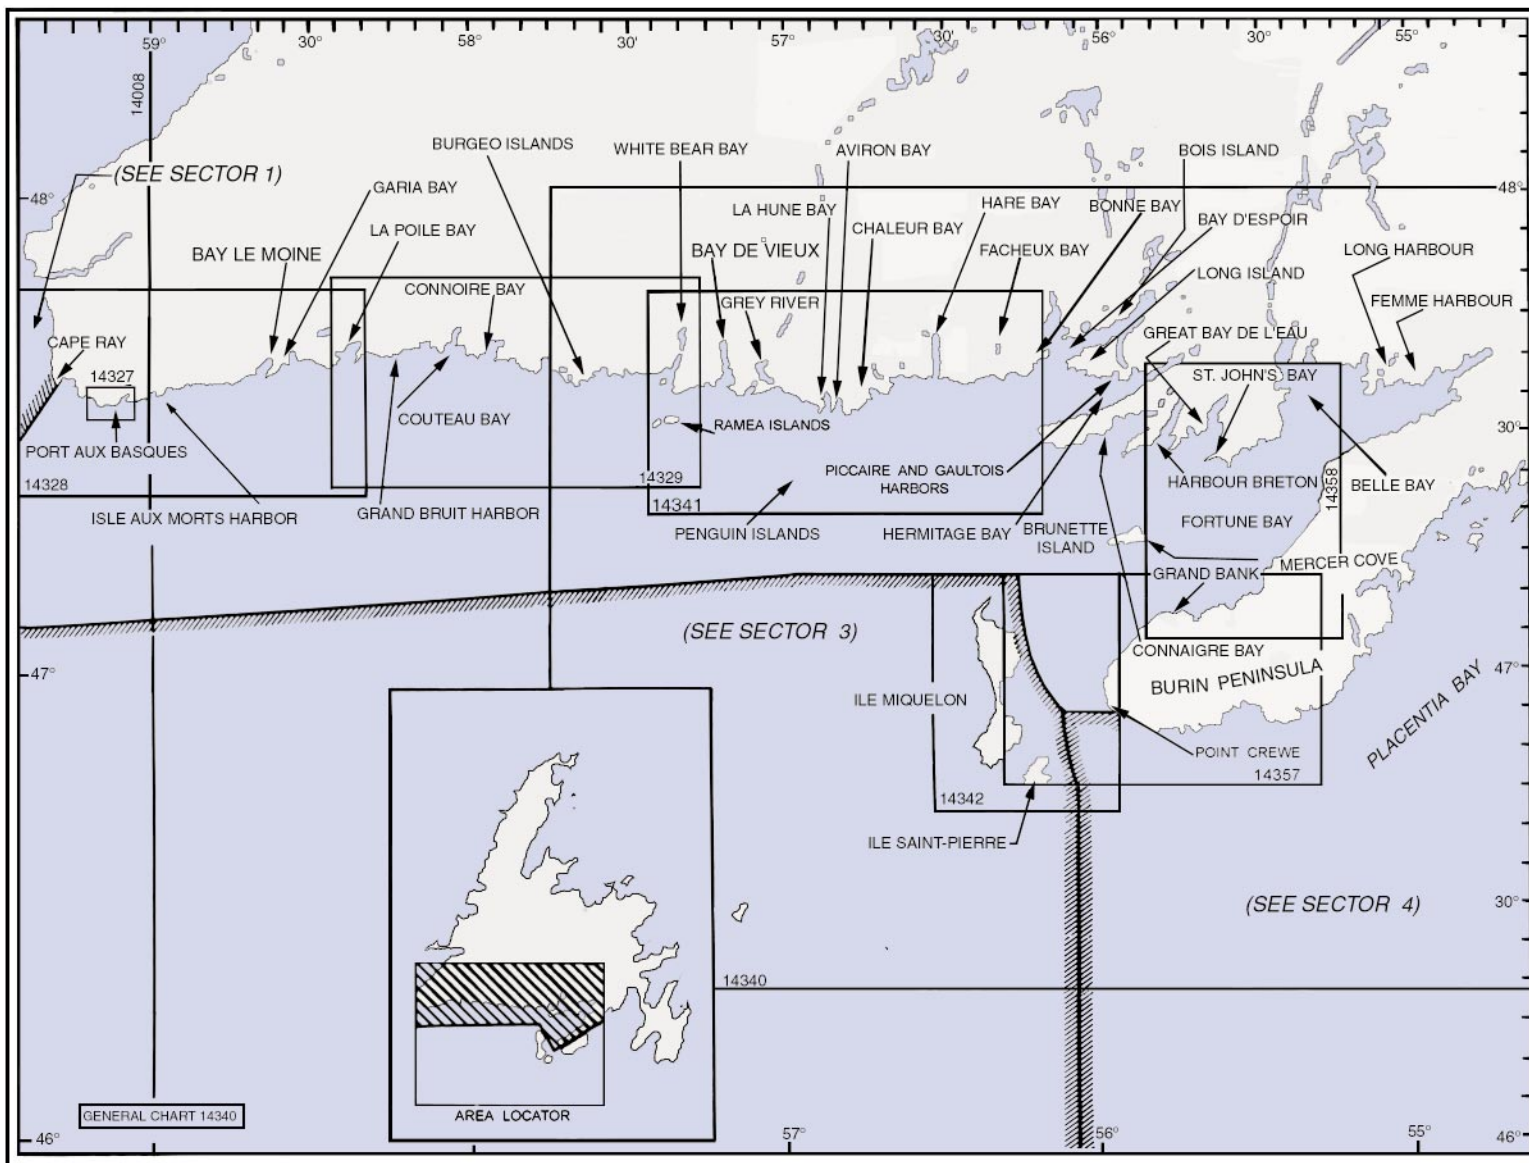 59°
30°
58°
30'
57°
30'
56°
30°
55°
14008
BURGEO ISLANDS
WHITE BEAR BAY
AVIRON BAY
BOIS ISLAND
(SEE SECTOR 1)
GARIA BAY
48°
48°
LA POILE BAY
LA HUNE BAY
HARE BAY
BONNE BAY
BAY D'ESPOIR
BAY LE MOINE
BAY DE VIEUX
CHALEUR BAY
FACHEUX BAY
LONG HARBOUR
CONNOIRE BAY
LONG ISLAND
GREY RIVER
FEMME HARBOUR
CAPE RAY
GREAT BAY DE L'EAU
14327
ST. JOHN'S BAY
COUTEAU BAY
RAMEA ISLANDS
30°
PORT AUX BASQUES
PICCAIRE AND GAULTOIS
HARBORS
HARBOUR BRETON
14358
BELLE BAY
14328
14329
14341
ISLE AUX MORTS HARBOR
GRAND BRUIT HARBOR
PENGUIN ISLANDS
HERMITAGE BAY
BRUNETTE
ISLAND
FORTUNE BAY
MERCER COVE
GRAND BANK
(SEE SECTOR 3)
CONNAIGRE BAY
47°
47°
ILE MIQUELON
BURIN PENINSULA
PLACENTIA BAY
POINT CREWE
14357
14342
ILE SAINT-PIERRE
30°
(SEE SECTOR 4)
14340
GENERAL CHART 14340
AREA LOCATOR
46°
57°
56°
55°
46°